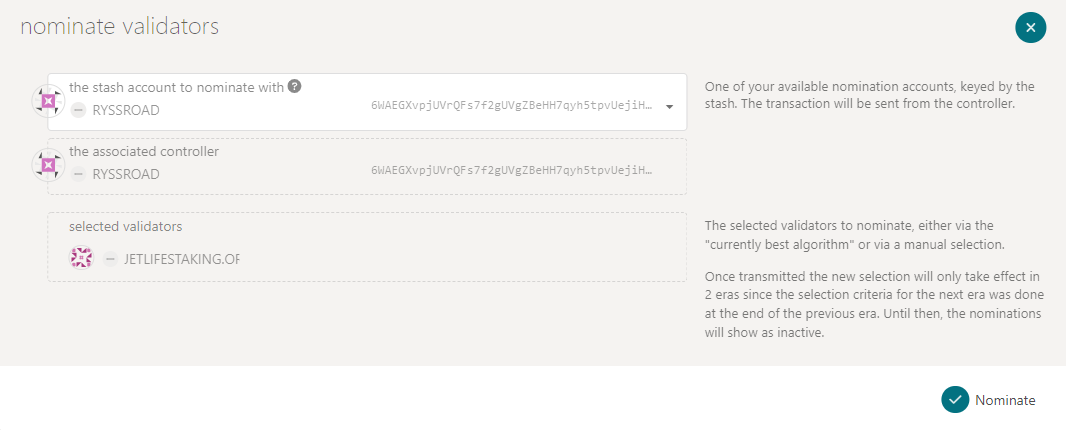 nominate validators
the stash account to nominate with ?
RYSSROAD
6WAEGXvpjUVrQFs7f2gUVgZBeHH7qyh5tpvUejiH…
One of your available nomination accounts, keyed by the
stash. The transaction will be sent from the controller.
the associated controller
RYSSROAD
6WAEGXvpjUVrQFs7f2gUVgZBeHH7qyh5tpvUejiH…
selected validators
JETLIFESTAKING.OF
The selected validators to nominate, either via the
"currently best algorithm" or via a manual selection.
Once transmitted the new selection will only take effect in
2 eras since the selection criteria for the next era was done
at the end of the previous era. Until then, the nominations
will show as inactive.
Nominate